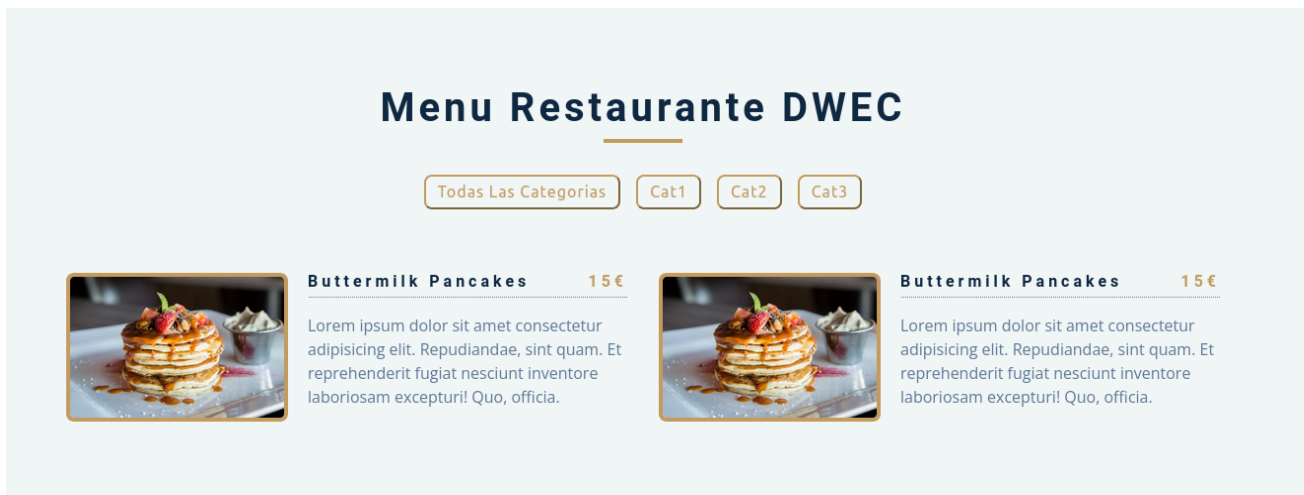 Menu Restaurante DWEC
Todas Las Categorias Cat1 Cat2 Cat3
Buttermilk Pancakes 15€
Lorem ipsum dolor sit amet consectetur
adipisicing elit. Repudiandae, sint quam. Et
reprehenderit fugiat nesciunt inventore
laboriosam excepturi! Quo, officia.
Buttermilk Pancakes 15€
Lorem ipsum dolor sit amet consectetur
adipisicing elit. Repudiandae, sint quam. Et
reprehenderit fugiat nesciunt inventore
laboriosam excepturi! Quo, officia.